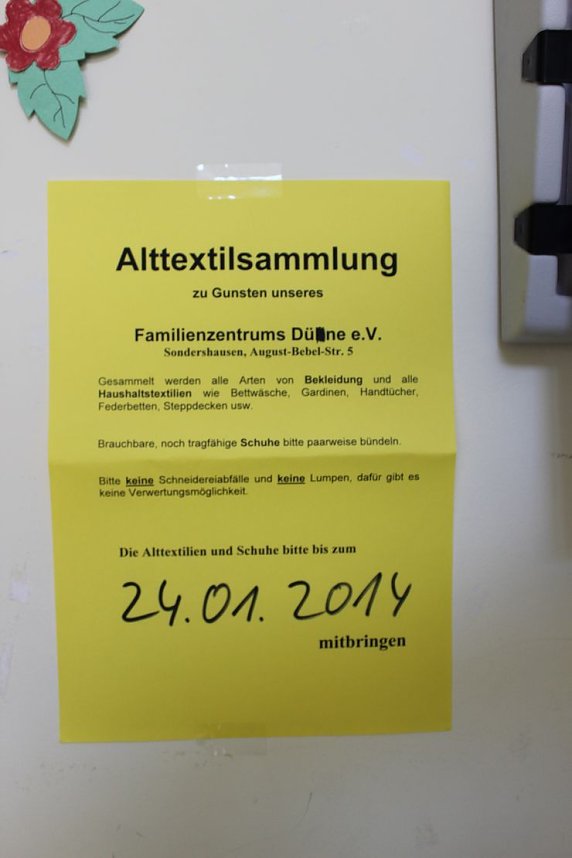 Alttextilsammlung
zu Gunsten unseres
Familienzentrums Düne e.V.
Sondershausen, August-Bebel-Str. 5
Gesammelt werden alle Arten von Bekleidung und alle
Haushaltstextilien wie Bettwäsche, Gardinen, Handtücher,
Federbetten, Steppdecken usw.
Brauchbare, noch tragfähige Schuhe bitte paarweise bündeln.
Bitte keine Schneidereiabfälle und keine Lumpen, dafür gibt es
keine Verwertungsmöglichkeit.
Die Alttextilien und Schuhe bitte bis zum
24.01.2014
mitbringen